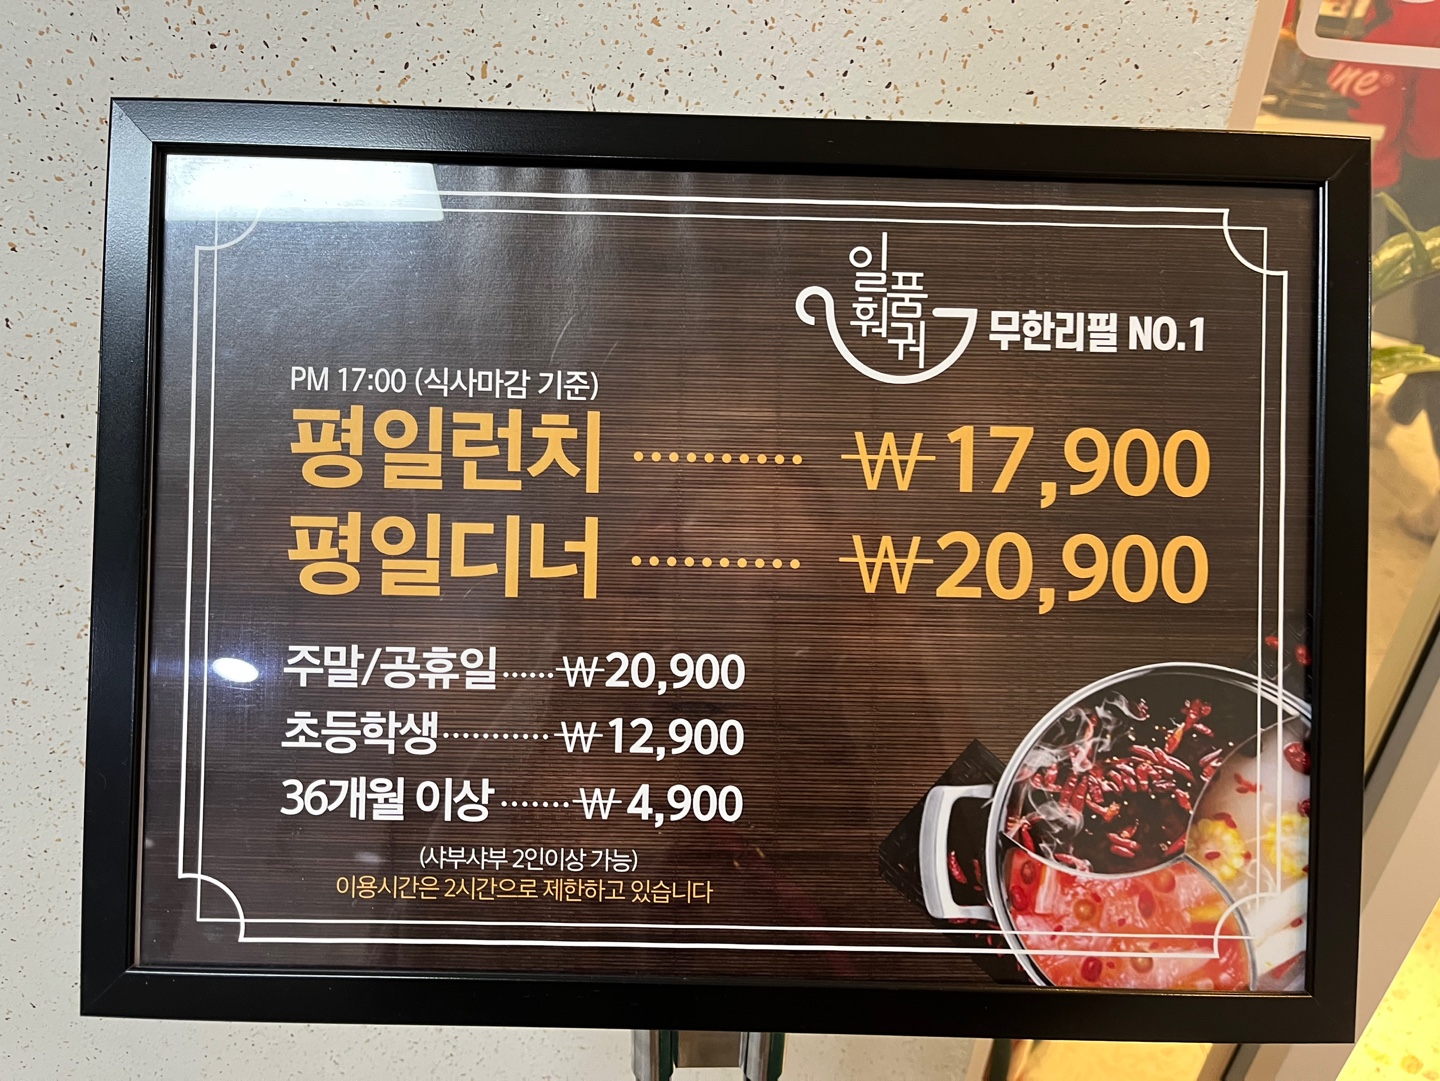 일품
훠궈
무한리필 NO.1
PM 17:00 (식사마감 기준)
평일런치 ·········· ₩17,900
평일디너 ·········· ₩20,900
주말/공휴일 ······ ₩20,900
초등학생 ··········· ₩12,900
36개월 이상 ······· ₩4,900
(샤부샤부 2인이상 가능)
이용시간은 2시간으로 제한하고 있습니다